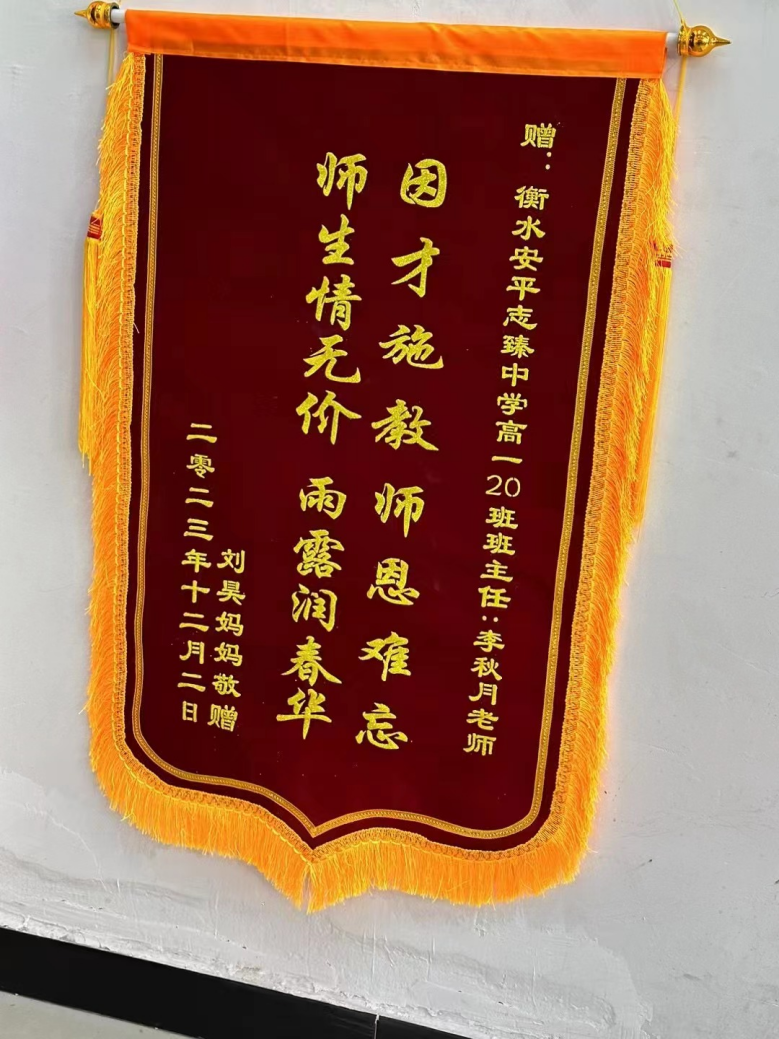 赠：衡水安平志臻中学高一20班班主任：李秋月老师
因才施教师恩难忘
师生情无价 雨露润春华
刘昊妈妈敬赠
二零二三年十二月二日